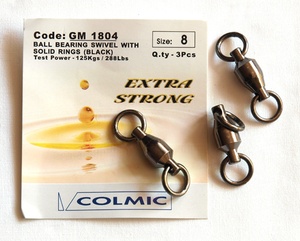 Code: GM 1804
BALL BEARING SWIVEL WITH
SOLID RINGS (BLACK)
Test Power - 125Kgs / 288Lbs
Size: 8
Q.ty - 3Pcs
EXTRA
STRONG
COLMIC